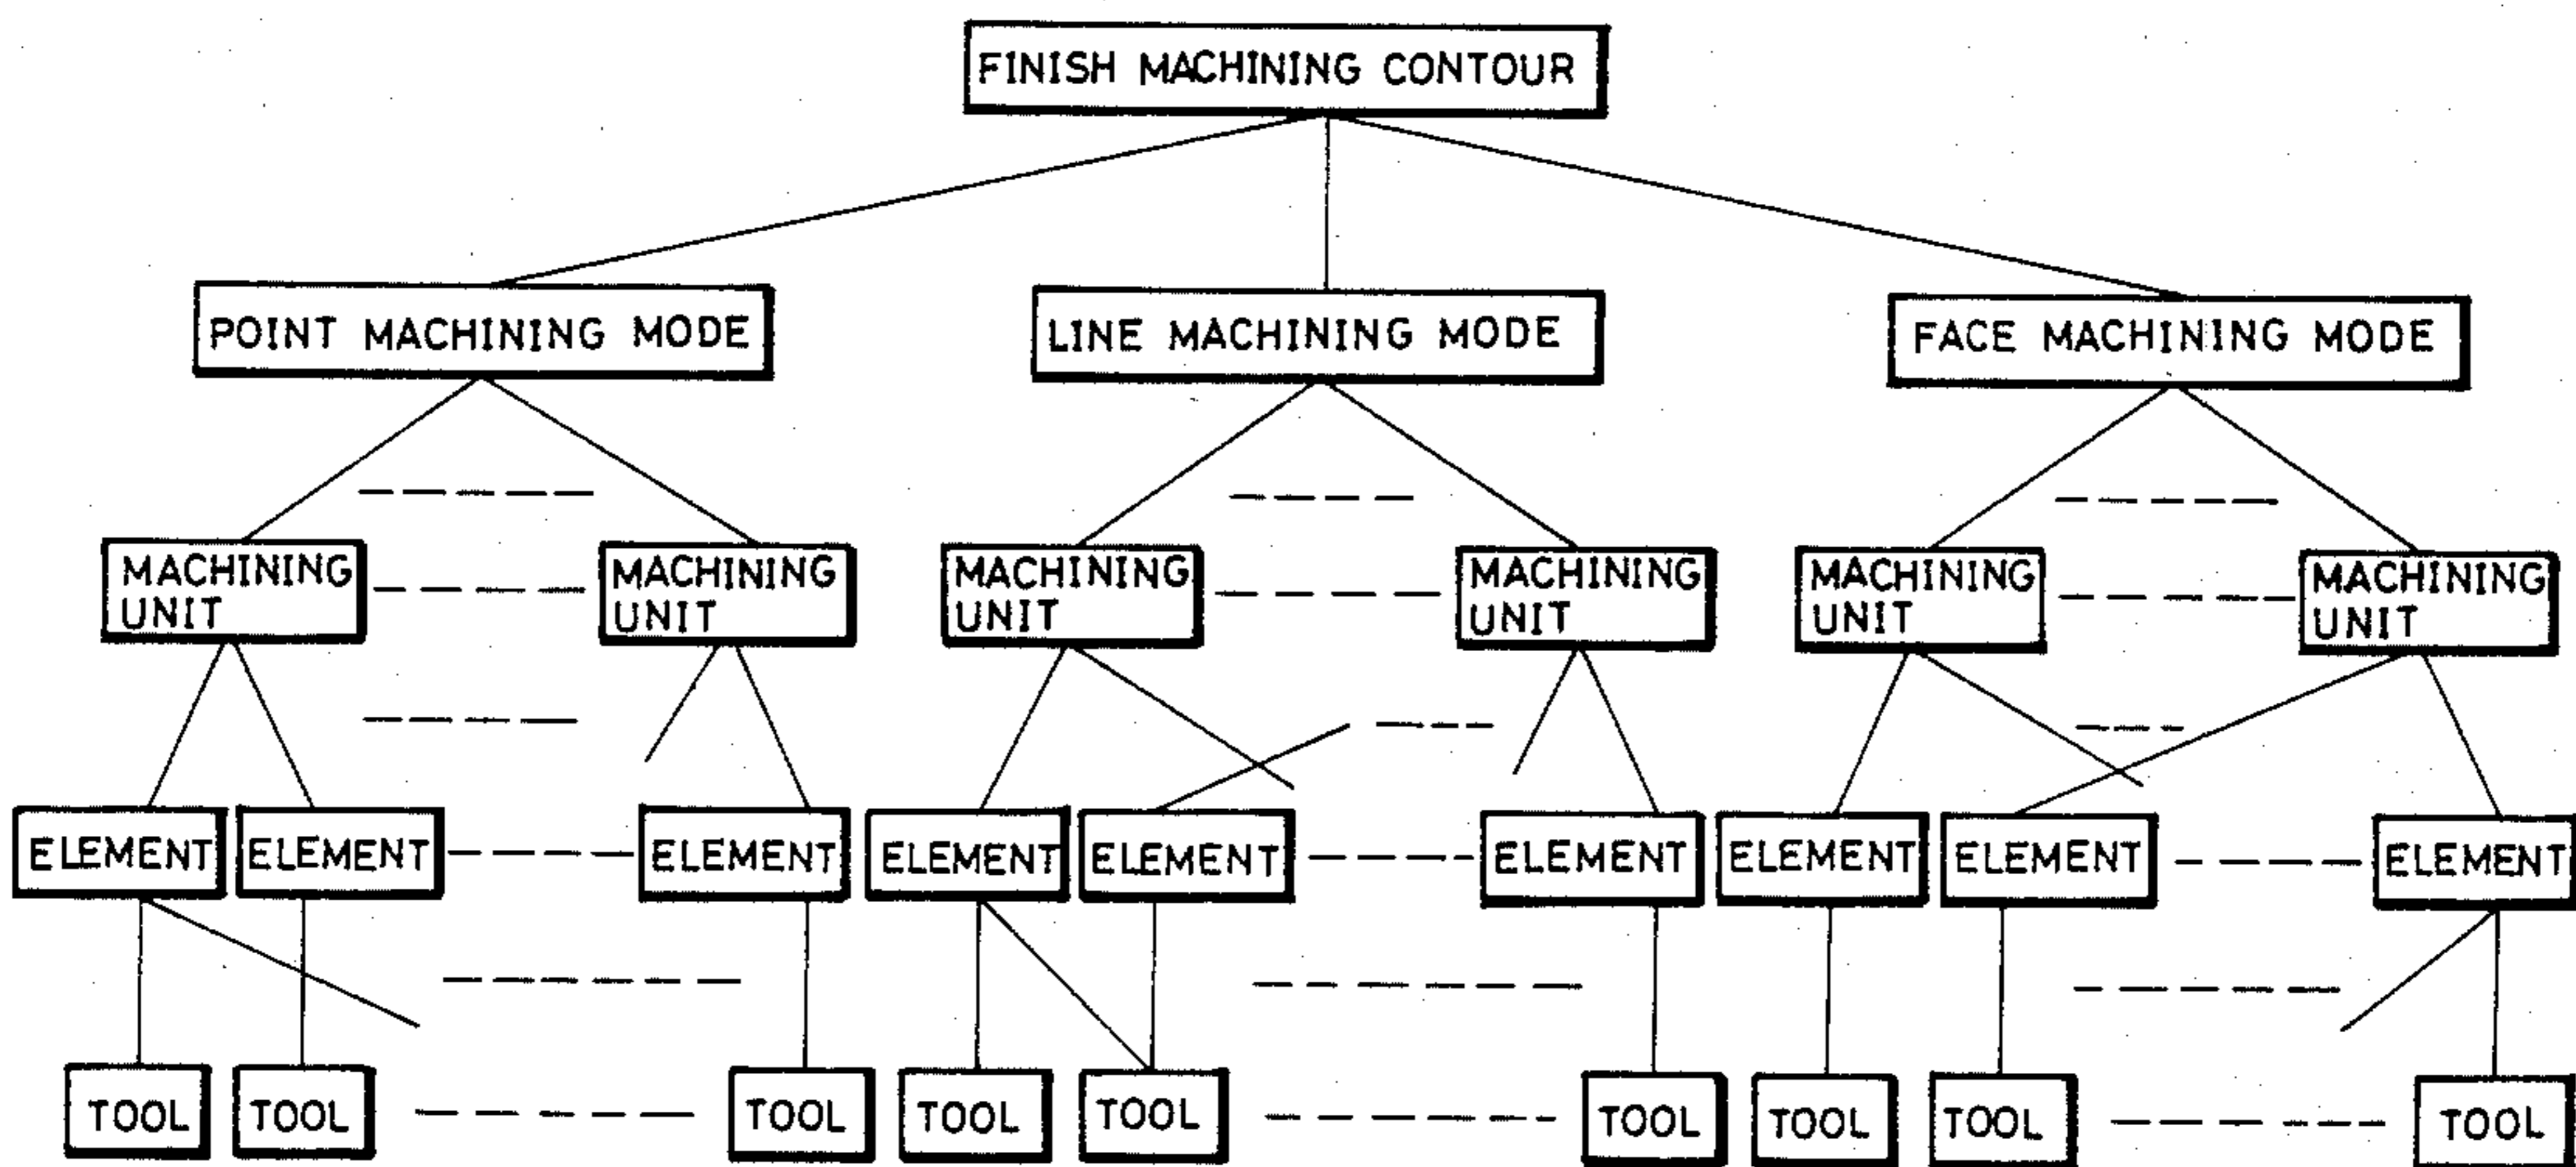 FINISH MACHINING CONTOUR
POINT MACHINING MODE
LINE MACHINING MODE
FACE MACHINING MODE
MACHINING
UNIT
MACHINING
UNIT
MACHINING
UNIT
MACHINING
UNIT
MACHINING
UNIT
MACHINING
UNIT
ELEMENT
ELEMENT
ELEMENT
ELEMENT
ELEMENT
ELEMENT
ELEMENT
ELEMENT
ELEMENT
TOOL
TOOL
TOOL
TOOL
TOOL
TOOL
TOOL
TOOL
TOOL